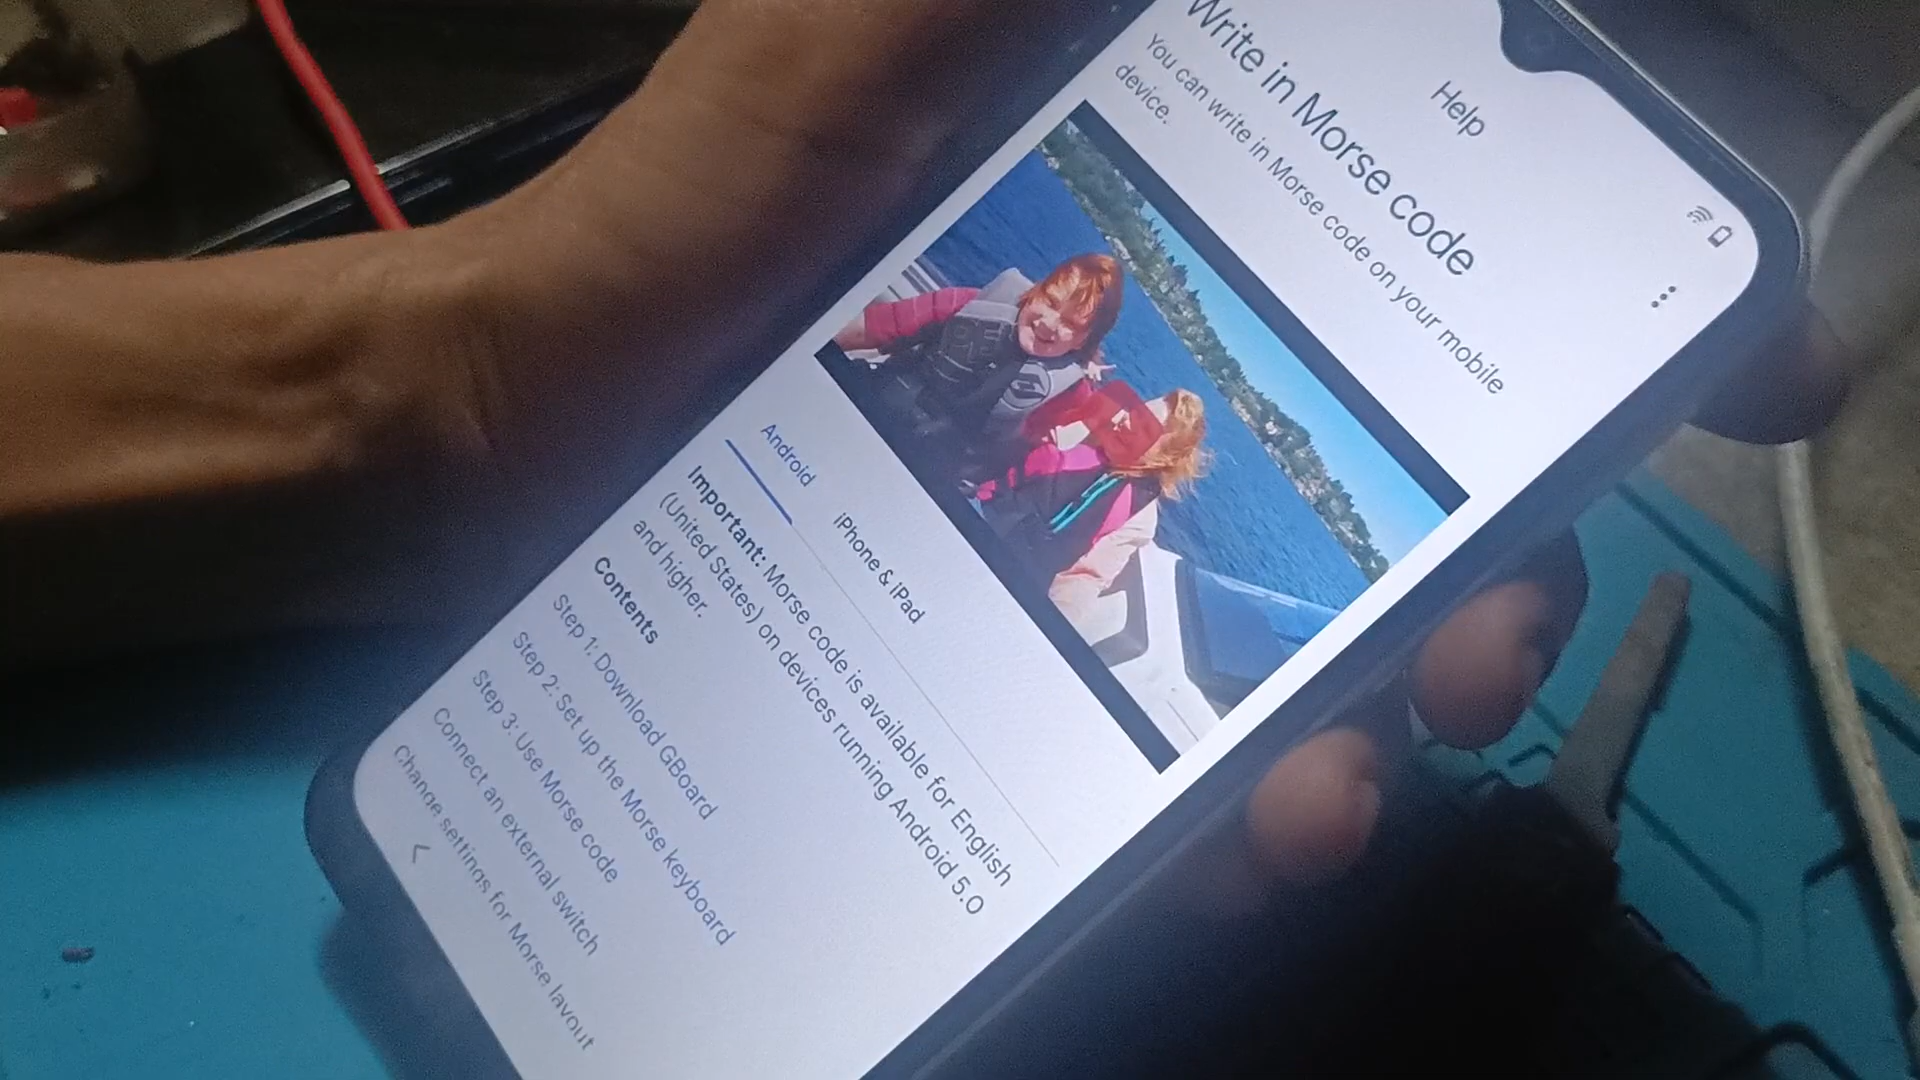 Help
Write in Morse code
You can write in Morse code on your mobile
device.
Android
iPhone & iPad
Important: Morse code is available for English
(United States) on devices running Android 5.0
and higher.
Contents
Step 1: Download GBoard
Step 2: Set up the Morse keyboard
Step 3: Use Morse code
Connect an external switch
Change settings for Morse layout